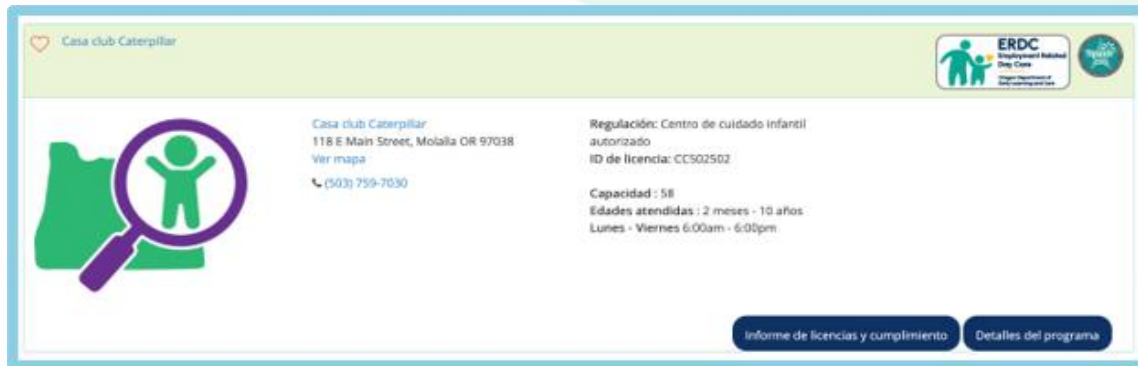 Casa club Caterpillar
ERDC
Employment Related
Day Care
Casa club Caterpillar
118 E Main Street, Molalla OR 97038
Ver mapa
(503) 759-7030
Regulación: Centro de cuidado infantil
autorizado
ID de licencia: CC502502
Capacidad : 58
Edades atendidas : 2 meses - 10 años
Lunes - Viernes 6:00am - 6:00pm
Informe de licencias y cumplimiento
Detalles del programa